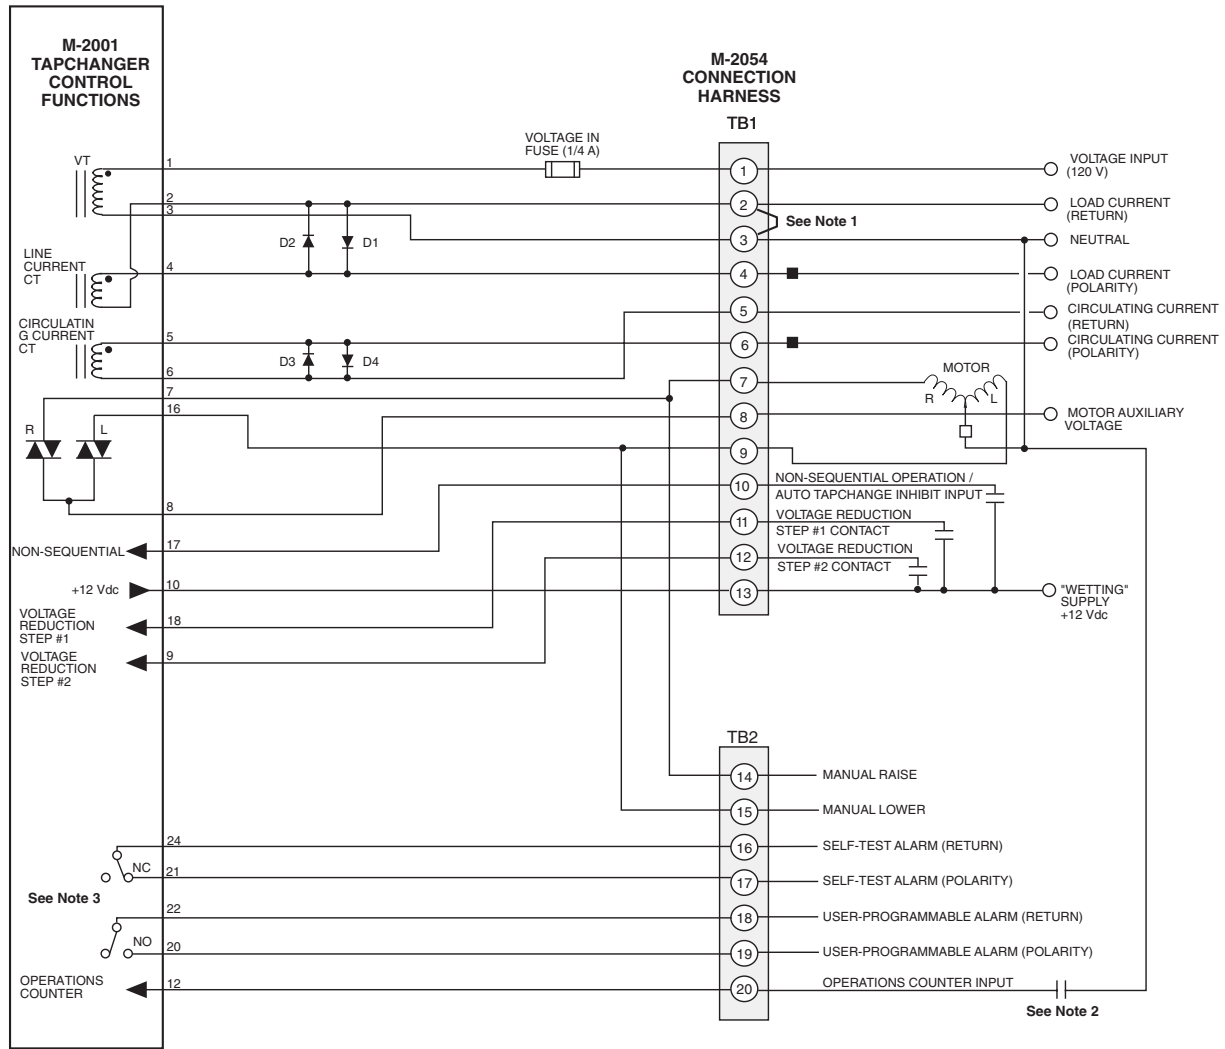 M-2001
TAPCHANGER
CONTROL
FUNCTIONS
M-2054
CONNECTION
HARNESS
TB1
VOLTAGE IN
FUSE (1/4 A)
VT
1
1
VOLTAGE INPUT
(120 V)
2
2
LOAD CURRENT
(RETURN)
3
See Note 1
D2
D1
3
NEUTRAL
LINE
CURRENT
CT
4
4
LOAD CURRENT
(POLARITY)
5
CIRCULATING CURRENT
(RETURN)
CIRCULATIN
G CURRENT
CT
5
D3
D4
6
CIRCULATING CURRENT
(POLARITY)
6
7
7
MOTOR
R
L
16
8
MOTOR AUXILIARY
VOLTAGE
R
L
9
8
10
NON-SEQUENTIAL OPERATION /
AUTO TAPCHANGE INHIBIT INPUT
11
VOLTAGE REDUCTION
STEP #1 CONTACT
NON-SEQUENTIAL
17
12
VOLTAGE REDUCTION
STEP #2 CONTACT
+12 Vdc
10
13
"WETTING"
SUPPLY
+12 Vdc
VOLTAGE
REDUCTION
STEP #1
18
VOLTAGE
REDUCTION
STEP #2
9
TB2
14
MANUAL RAISE
15
MANUAL LOWER
24
16
SELF-TEST ALARM (RETURN)
NC
21
17
SELF-TEST ALARM (POLARITY)
See Note 3
22
18
USER-PROGRAMMABLE ALARM (RETURN)
NO
20
19
USER-PROGRAMMABLE ALARM (POLARITY)
OPERATIONS
COUNTER
12
20
OPERATIONS COUNTER INPUT
See Note 2